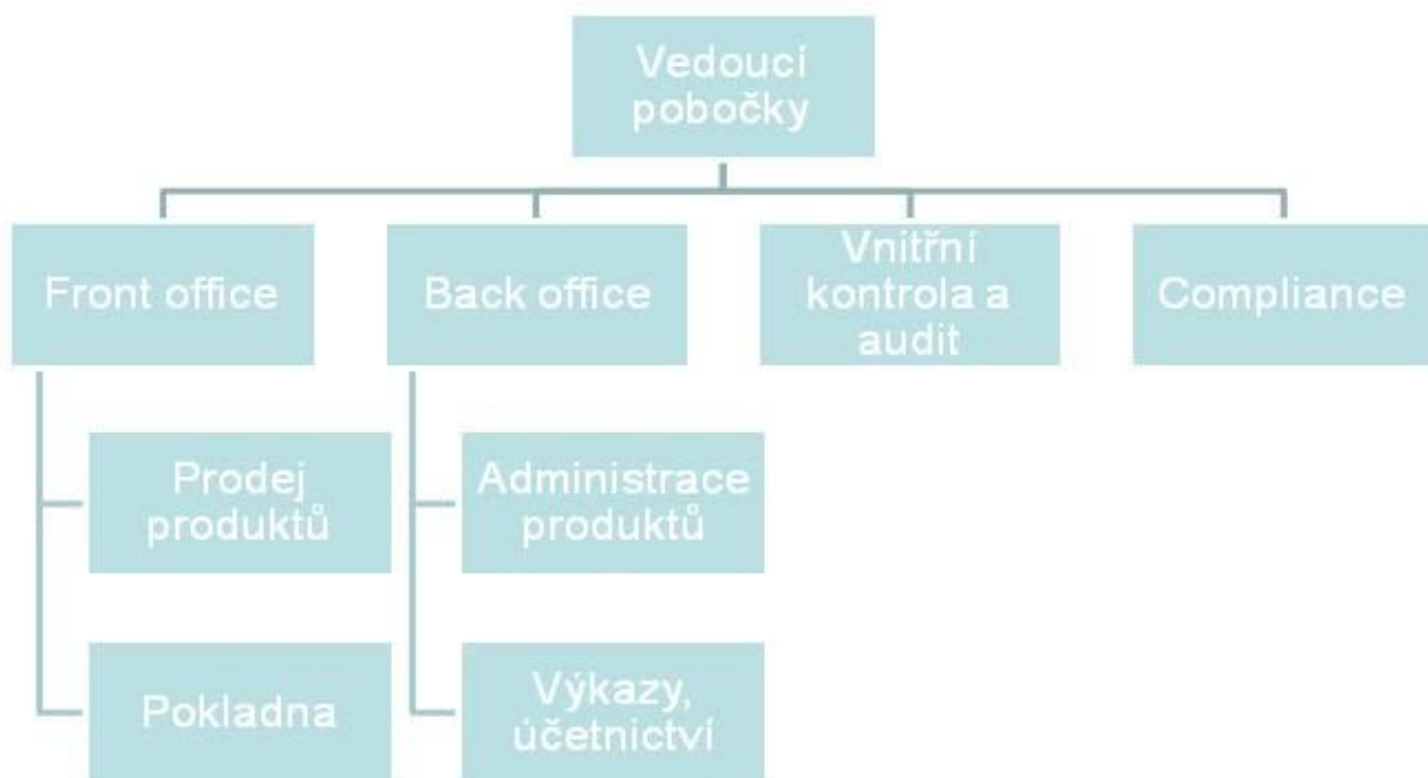 Vedoucí
pobočky
Front office
Back office
Vnitřní
kontrola a
audit
Compliance
Prodej
produktů
Administrace
produktů
Pokladna
Výkazy,
účetnictví